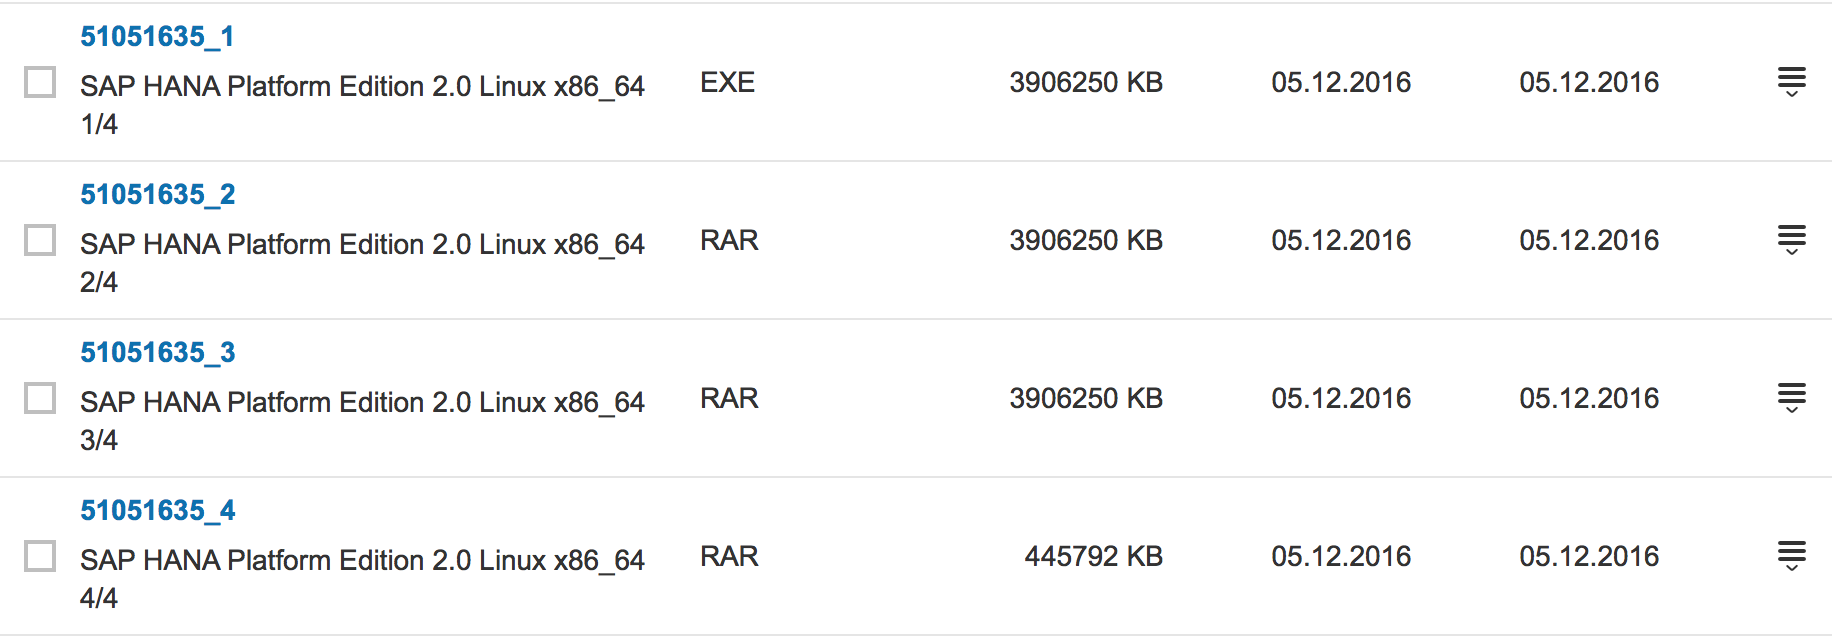 51051635_1
SAP HANA Platform Edition 2.0 Linux x86_64
1/4
EXE
3906250 KB
05.12.2016
05.12.2016
51051635_2
SAP HANA Platform Edition 2.0 Linux x86_64
2/4
RAR
3906250 KB
05.12.2016
05.12.2016
51051635_3
SAP HANA Platform Edition 2.0 Linux x86_64
3/4
RAR
3906250 KB
05.12.2016
05.12.2016
51051635_4
SAP HANA Platform Edition 2.0 Linux x86_64
4/4
RAR
445792 KB
05.12.2016
05.12.2016